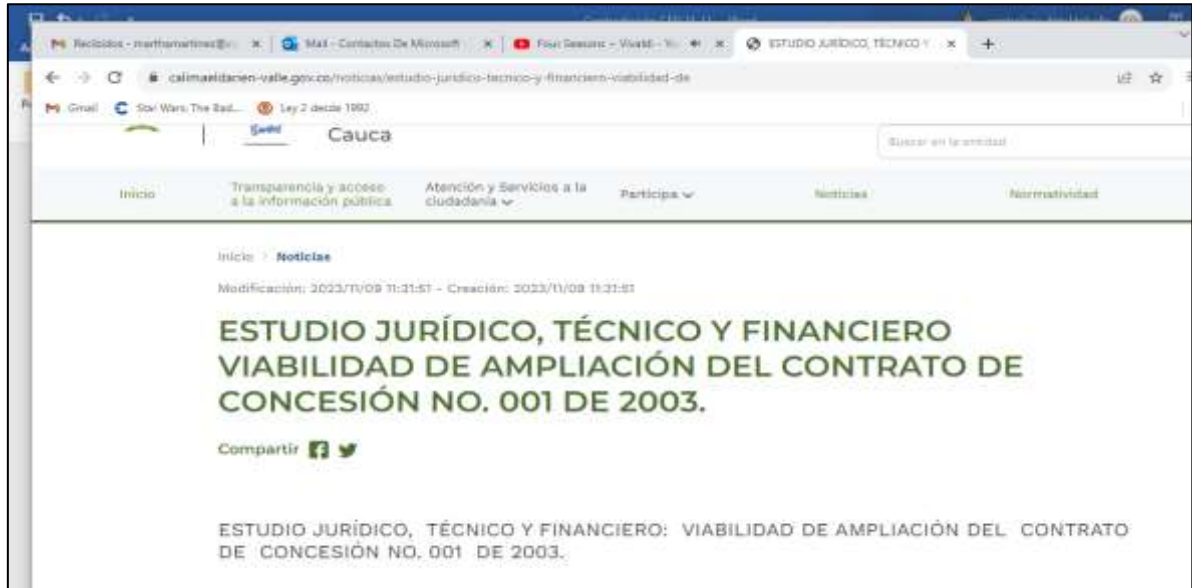 Mail - Contactos De Microsoft
Four Seasons - Vivaldi - Yo
ESTUDIO JURÍDICO, TÉCNICO Y
calimaeldarien-valle.gov.co/noticias/estudio-juridico-tecnico-y-financiero-viabilidad-de
Gmail Star Wars: The Bad... Ley 2 desde 1992
Cauca
Buscar en la entidad
Inicio
Transparencia y acceso
a la información pública
Atención y Servicios a la
ciudadanía
Participa
Noticias
Normatividad
Inicio > Noticias
Modificación: 2023/11/09 11:31:51 - Creación: 2023/11/09 11:31:51
ESTUDIO JURÍDICO, TÉCNICO Y FINANCIERO
VIABILIDAD DE AMPLIACIÓN DEL CONTRATO DE
CONCESIÓN NO. 001 DE 2003.
Compartir
ESTUDIO JURÍDICO, TÉCNICO Y FINANCIERO: VIABILIDAD DE AMPLIACIÓN DEL CONTRATO
DE CONCESIÓN NO. 001 DE 2003.